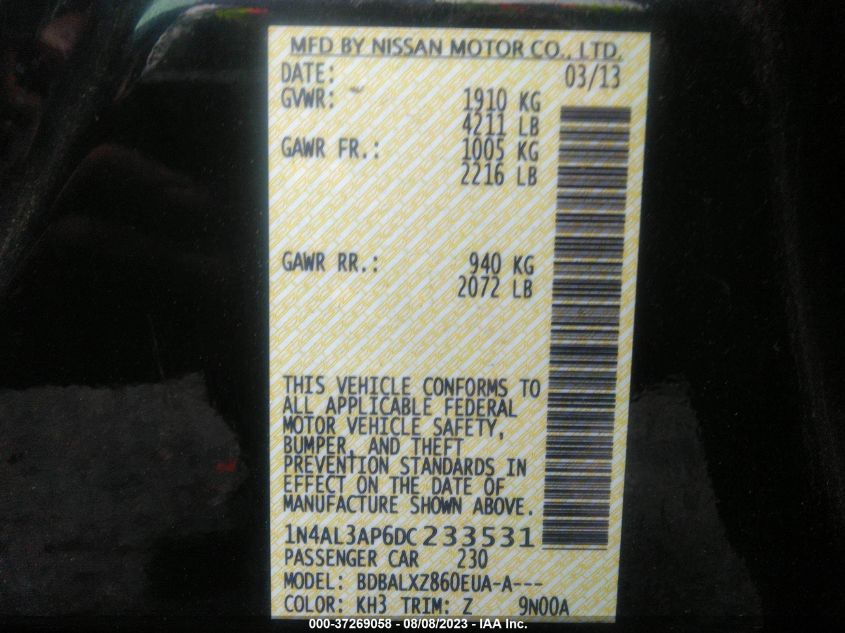 MFD BY NISSAN MOTOR CO., LTD.
DATE: 03/13
GVWR: 1910 KG
4211 LB
GAWR FR.: 1005 KG
2216 LB
GAWR RR.: 940 KG
2072 LB
THIS VEHICLE CONFORMS TO
ALL APPLICABLE FEDERAL
MOTOR VEHICLE SAFETY,
BUMPER, AND THEFT
PREVENTION STANDARDS IN
EFFECT ON THE DATE OF
MANUFACTURE SHOWN ABOVE.
1N4AL3AP6DC233531
PASSENGER CAR 230
MODEL: BDBALXZ860EUA-A---
COLOR: KH3 TRIM: Z 9N00A
000-37269058 - 08/08/2023 - IAA Inc.